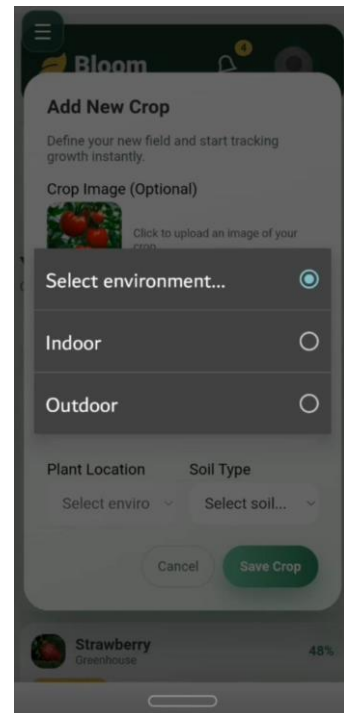 Bloom
4
Add New Crop
Define your new field and start tracking
growth instantly.
Crop Image (Optional)
Click to upload an image of your
crop
Select environment...
Indoor
Outdoor
Plant Location
Soil Type
Select enviro
Select soil...
Cancel
Save Crop
Strawberry
48%
Greenhouse